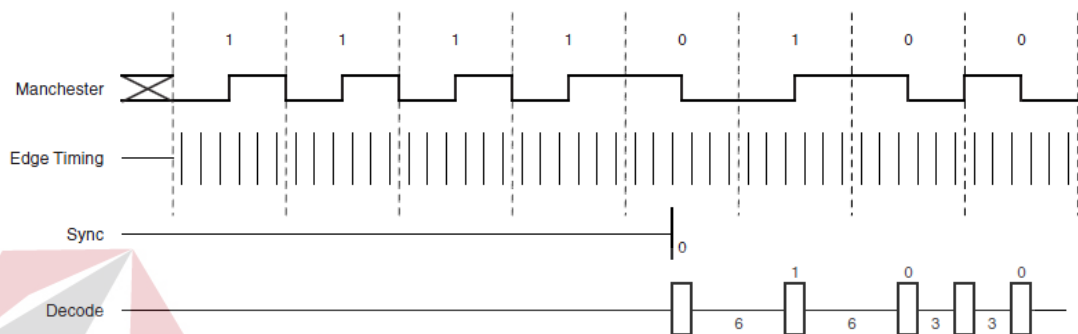 1 1 1 1 0 1 0 0
Manchester
Edge Timing
Sync
0
1 0 0
Decode
6 6 3 3